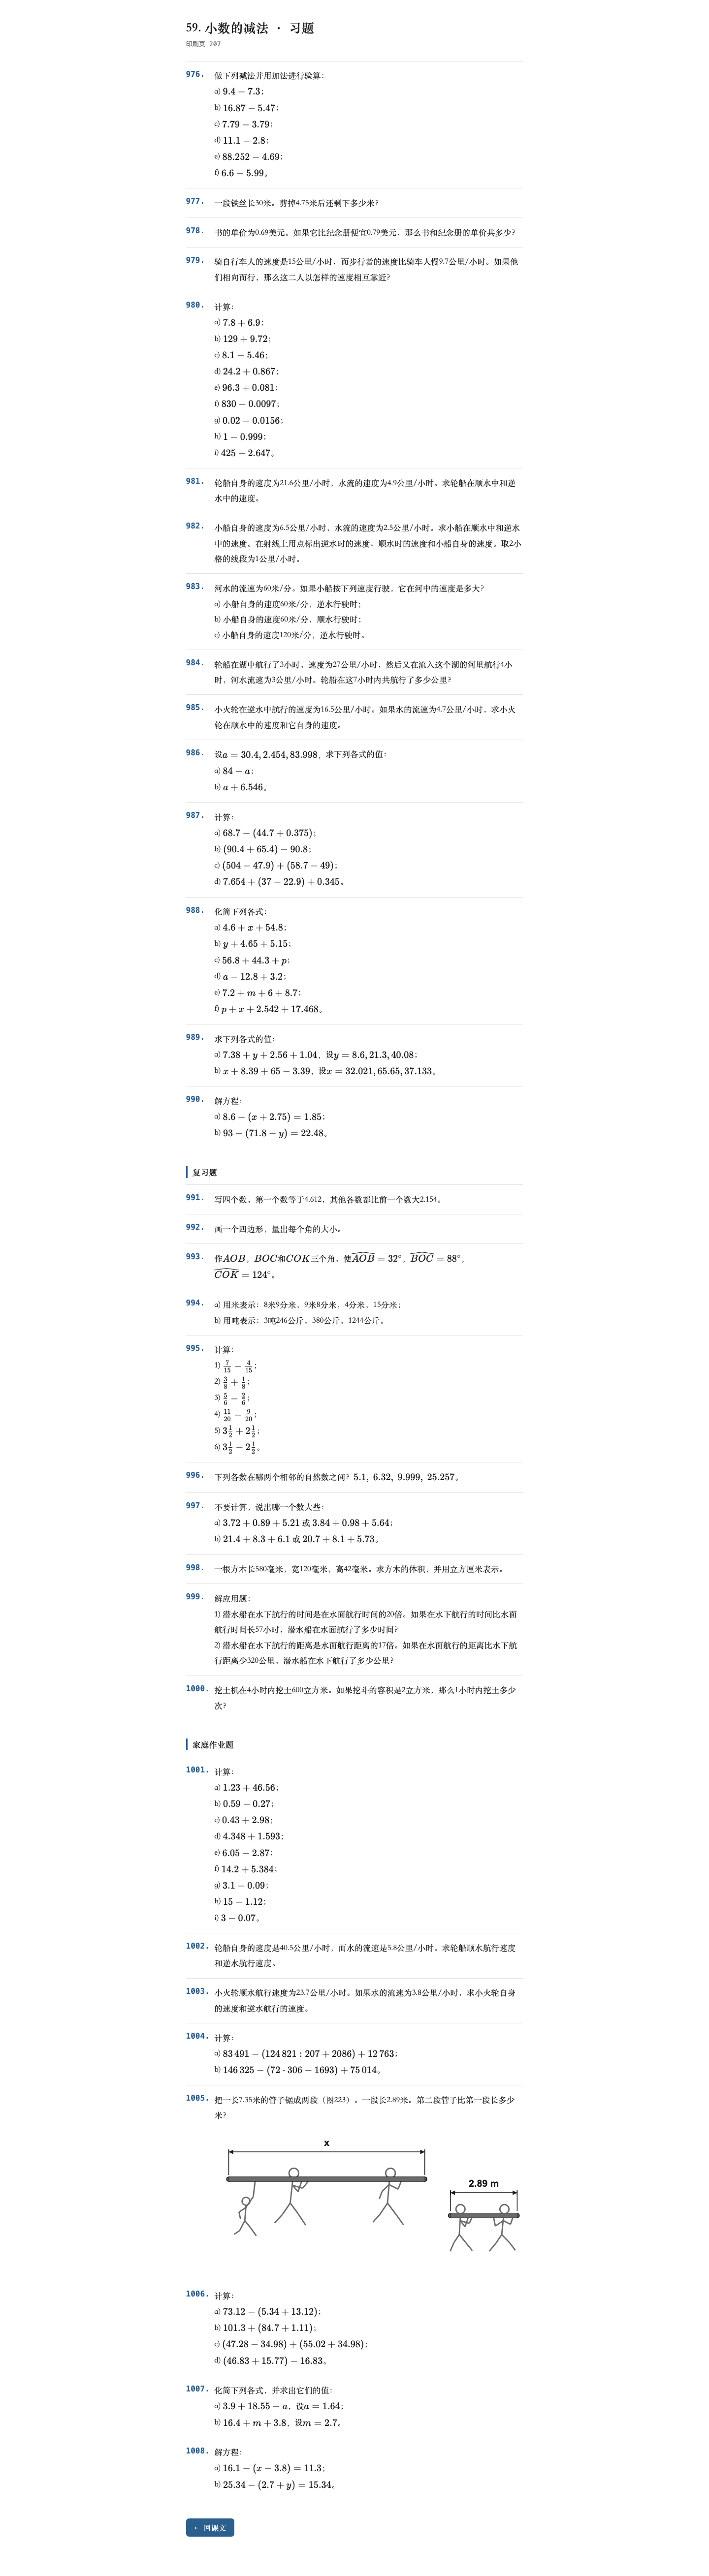 59. 小数的减法 · 习题
印刷页 207
976. 做下列减法并用加法进行验算：
a) 9.4 − 7.3；
b) 16.87 − 5.47；
c) 7.79 − 3.79；
d) 11.1 − 2.8；
e) 88.252 − 4.69；
f) 6.6 − 5.99。
977. 一段铁丝长30米。剪掉4.75米后还剩下多少米？
978. 书的单价为0.69美元。如果它比纪念册便宜0.79美元，那么书和纪念册的单价共多少？
979. 骑自行车人的速度是15公里/小时，而步行者的速度比骑车人慢9.7公里/小时。如果他
们相向而行，那么这二人以怎样的速度相互靠近？
980. 计算：
a) 7.8 + 6.9；
b) 129 + 9.72；
c) 8.1 − 5.46；
d) 24.2 + 0.867；
e) 96.3 + 0.081；
f) 830 − 0.0097；
g) 0.02 − 0.0156；
h) 1 − 0.999；
i) 425 − 2.647。
981. 轮船自身的速度为21.6公里/小时，水流的速度为4.9公里/小时。求轮船在顺水中和逆
水中的速度。
982. 小船自身的速度为6.5公里/小时，水流的速度为2.5公里/小时。求小船在顺水中和逆水
中的速度。在射线上用点标出逆水时的速度、顺水时的速度和小船自身的速度。取2小
格的线段为1公里/小时。
983. 河水的流速为60米/分。如果小船按下列速度行驶，它在河中的速度是多大？
a) 小船自身的速度60米/分，逆水行驶时；
b) 小船自身的速度60米/分，顺水行驶时；
c) 小船自身的速度120米/分，逆水行驶时。
984. 轮船在湖中航行了3小时，速度为27公里/小时，然后又在流入这个湖的河里航行4小
时，河水流速为3公里/小时。轮船在这7小时内共航行了多少公里？
985. 小火轮在逆水中航行的速度为16.5公里/小时。如果水的流速为4.7公里/小时，求小火
轮在顺水中的速度和它自身的速度。
986. 设a = 30.4, 2.454, 83.998，求下列各式的值：
a) 84 − a；
b) a + 6.546。
987. 计算：
a) 68.7 − (44.7 + 0.375)；
b) (90.4 + 65.4) − 90.8；
c) (504 − 47.9) + (58.7 − 49)；
d) 7.654 + (37 − 22.9) + 0.345。
988. 化简下列各式：
a) 4.6 + x + 54.8；
b) y + 4.65 + 5.15；
c) 56.8 + 44.3 + p；
d) a − 12.8 + 3.2；
e) 7.2 + m + 6 + 8.7；
f) p + x + 2.542 + 17.468。
989. 求下列各式的值：
a) 7.38 + y + 2.56 + 1.04，设y = 8.6, 21.3, 40.08；
b) x + 8.39 + 65 − 3.39，设x = 32.021, 65.65, 37.133。
990. 解方程：
a) 8.6 − (x + 2.75) = 1.85；
b) 93 − (71.8 − y) = 22.48。
复习题
991. 写四个数，第一个数等于4.612，其他各数都比前一个数大2.154。
992. 画一个四边形，量出每个角的大小。
993. 作AOB，BOC和COK三个角，使AOB = 32°，BOC = 88°，
COK = 124°。
994. a) 用米表示：8米9分米，9米8分米，4分米，15分米；
b) 用吨表示：3吨246公斤，380公斤，1244公斤。
995. 计算：
1) 7/15 − 4/15；
2) 3/8 + 1/8；
3) 5/6 − 2/6；
4) 11/20 − 9/20；
5) 3 1/2 + 2 1/2；
6) 3 1/2 − 2 1/2。
996. 下列各数在哪两个相邻的自然数之间？5.1, 6.32, 9.999, 25.257。
997. 不要计算，说出哪一个数大些：
a) 3.72 + 0.89 + 5.21 或 3.84 + 0.98 + 5.64；
b) 21.4 + 8.3 + 6.1 或 20.7 + 8.1 + 5.73。
998. 一根方木长580毫米，宽120毫米，高42毫米。求方木的体积，并用立方厘米表示。
999. 解应用题：
1) 潜水船在水下航行的时间是在水面航行时间的20倍。如果在水下航行的时间比水面
航行时间长57小时，潜水船在水面航行了多少时间？
2) 潜水船在水下航行的距离是水面航行距离的17倍。如果在水面航行的距离比水下航
行距离少320公里，潜水船在水下航行了多少公里？
1000. 挖土机在4小时内挖土600立方米。如果挖斗的容积是2立方米，那么1小时内挖土多少
次？
家庭作业题
1001. 计算：
a) 1.23 + 46.56；
b) 0.59 − 0.27；
c) 0.43 + 2.98；
d) 4.348 + 1.593；
e) 6.05 − 2.87；
f) 14.2 + 5.384；
g) 3.1 − 0.09；
h) 15 − 1.12；
i) 3 − 0.07。
1002. 轮船自身的速度是40.5公里/小时，而水的流速是5.8公里/小时。求轮船顺水航行速度
和逆水航行速度。
1003. 小火轮顺水航行速度为23.7公里/小时。如果水的流速为3.8公里/小时，求小火轮自身
的速度和逆水航行的速度。
1004. 计算：
a) 83 491 − (124 821 : 207 + 2086) + 12 763；
b) 146 325 − (72 · 306 − 1693) + 75 014。
1005. 把一长7.35米的管子锯成两段（图223）。一段长2.89米。第二段管子比第一段长多少
米？
x
2.89 m
1006. 计算：
a) 73.12 − (5.34 + 13.12)；
b) 101.3 + (84.7 + 1.11)；
c) (47.28 − 34.98) + (55.02 + 34.98)；
d) (46.83 + 15.77) − 16.83。
1007. 化简下列各式，并求出它们的值：
a) 3.9 + 18.55 − a，设a = 1.64；
b) 16.4 + m + 3.8，设m = 2.7。
1008. 解方程：
a) 16.1 − (x − 3.8) = 11.3；
b) 25.34 − (2.7 + y) = 15.34。
← 回课文